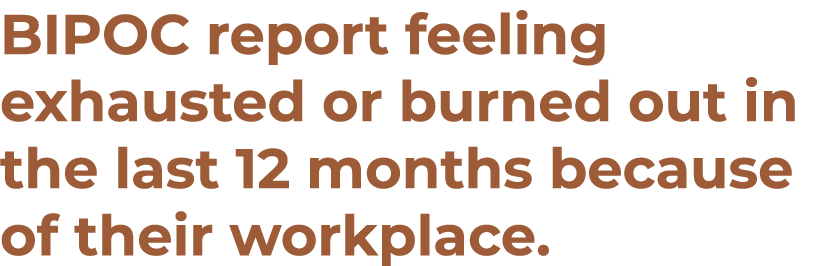 BIPOC report feeling
exhausted or burned out in
the last 12 months because
of their workplace.